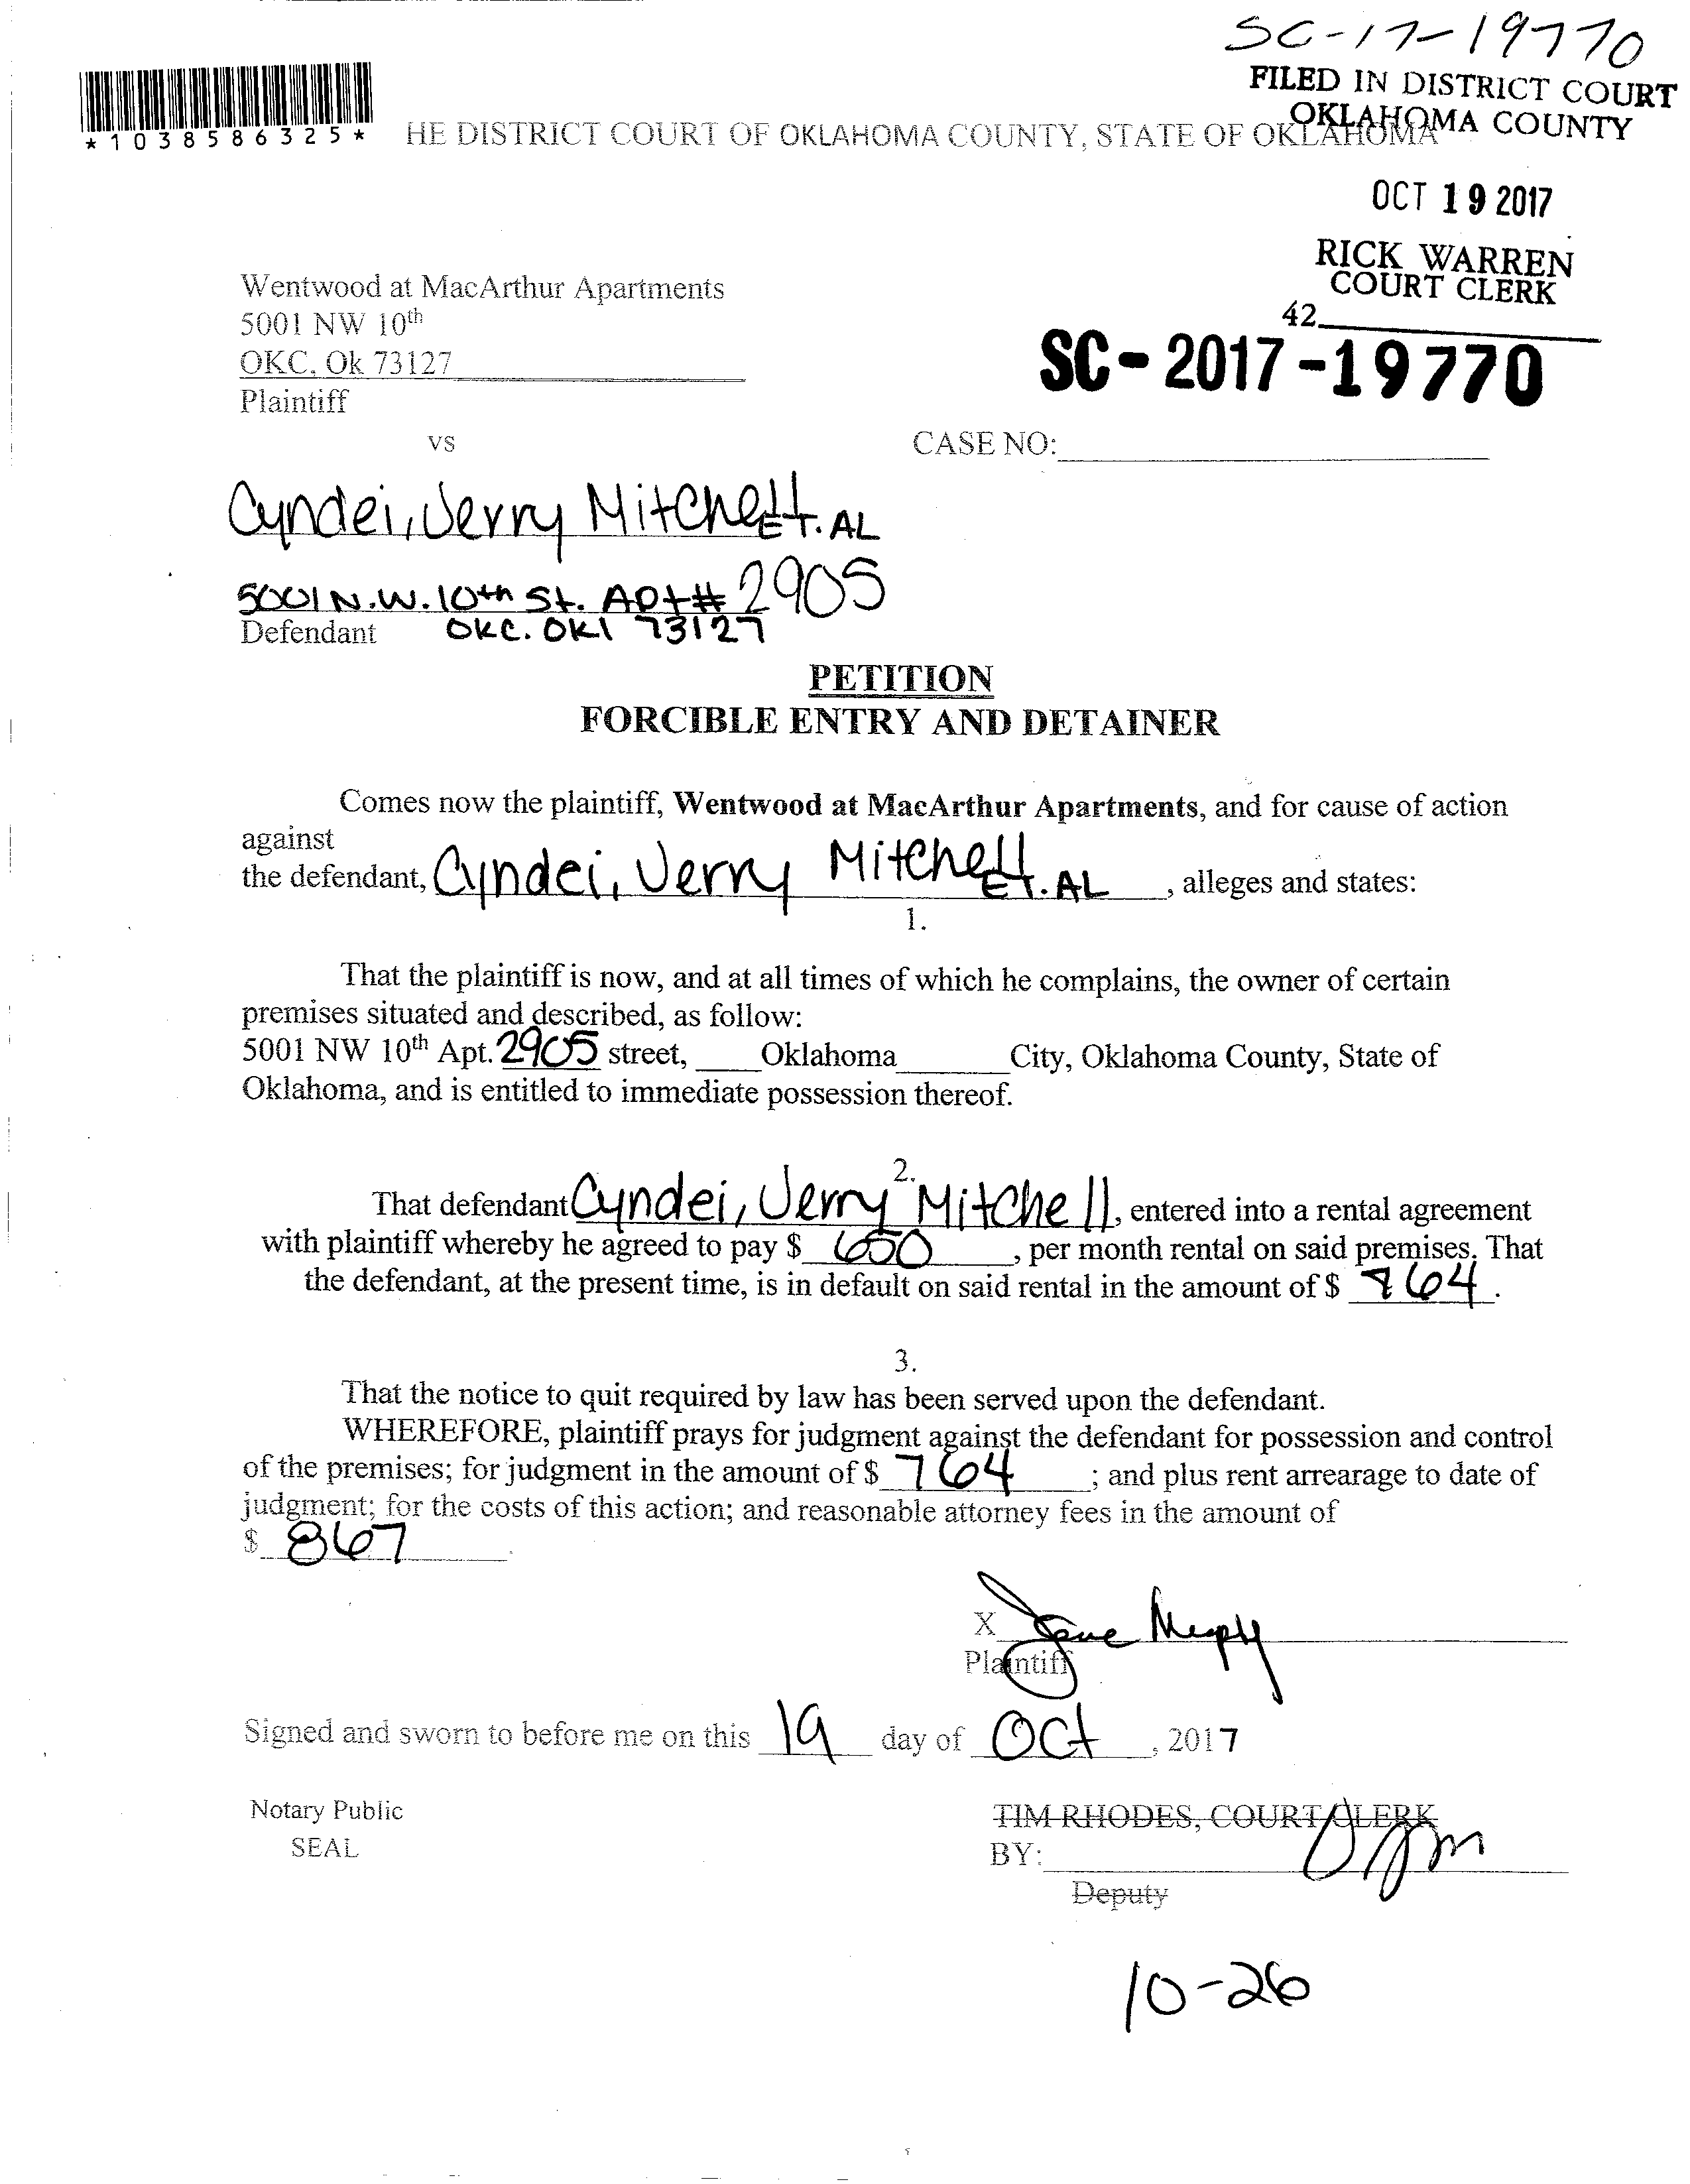 SC-17-19770
FILED IN DISTRICT COURT
OKLAHOMA COUNTY
*1038586325*
HE DISTRICT COURT OF OKLAHOMA COUNTY, STATE OF OKLAHOMA
OCT 19 2017
RICK WARREN
COURT CLERK
42
SC-2017-19770
Wentwood at MacArthur Apartments
5001 NW 10th
OKC, Ok 73127
Plaintiff
vs
CASE NO:
Cyndei, Jerry Mitchell ET. AL
5001 N.W. 10th St. Apt# 2905
Defendant OKC. OKl 73127
PETITION
FORCIBLE ENTRY AND DETAINER
Comes now the plaintiff, Wentwood at MacArthur Apartments, and for cause of action
against
the defendant, Cyndei, Jerry Mitchell ET. AL, alleges and states:
1.
That the plaintiff is now, and at all times of which he complains, the owner of certain
premises situated and described, as follow:
5001 NW 10th Apt. 2905 street, Oklahoma City, Oklahoma County, State of
Oklahoma, and is entitled to immediate possession thereof.
2.
That defendant Cyndei, Jerry Mitchell, entered into a rental agreement
with plaintiff whereby he agreed to pay $ 650, per month rental on said premises. That
the defendant, at the present time, is in default on said rental in the amount of $ 764.
3.
That the notice to quit required by law has been served upon the defendant.
WHEREFORE, plaintiff prays for judgment against the defendant for possession and control
of the premises; for judgment in the amount of $ 764; and plus rent arrearage to date of
judgment; for the costs of this action; and reasonable attorney fees in the amount of
$ 867.
X
Plaintiff
Signed and sworn to before me on this 19 day of Oct, 2017
Notary Public
SEAL
TIM RHODES, COURT CLERK
BY:
Deputy
10-26